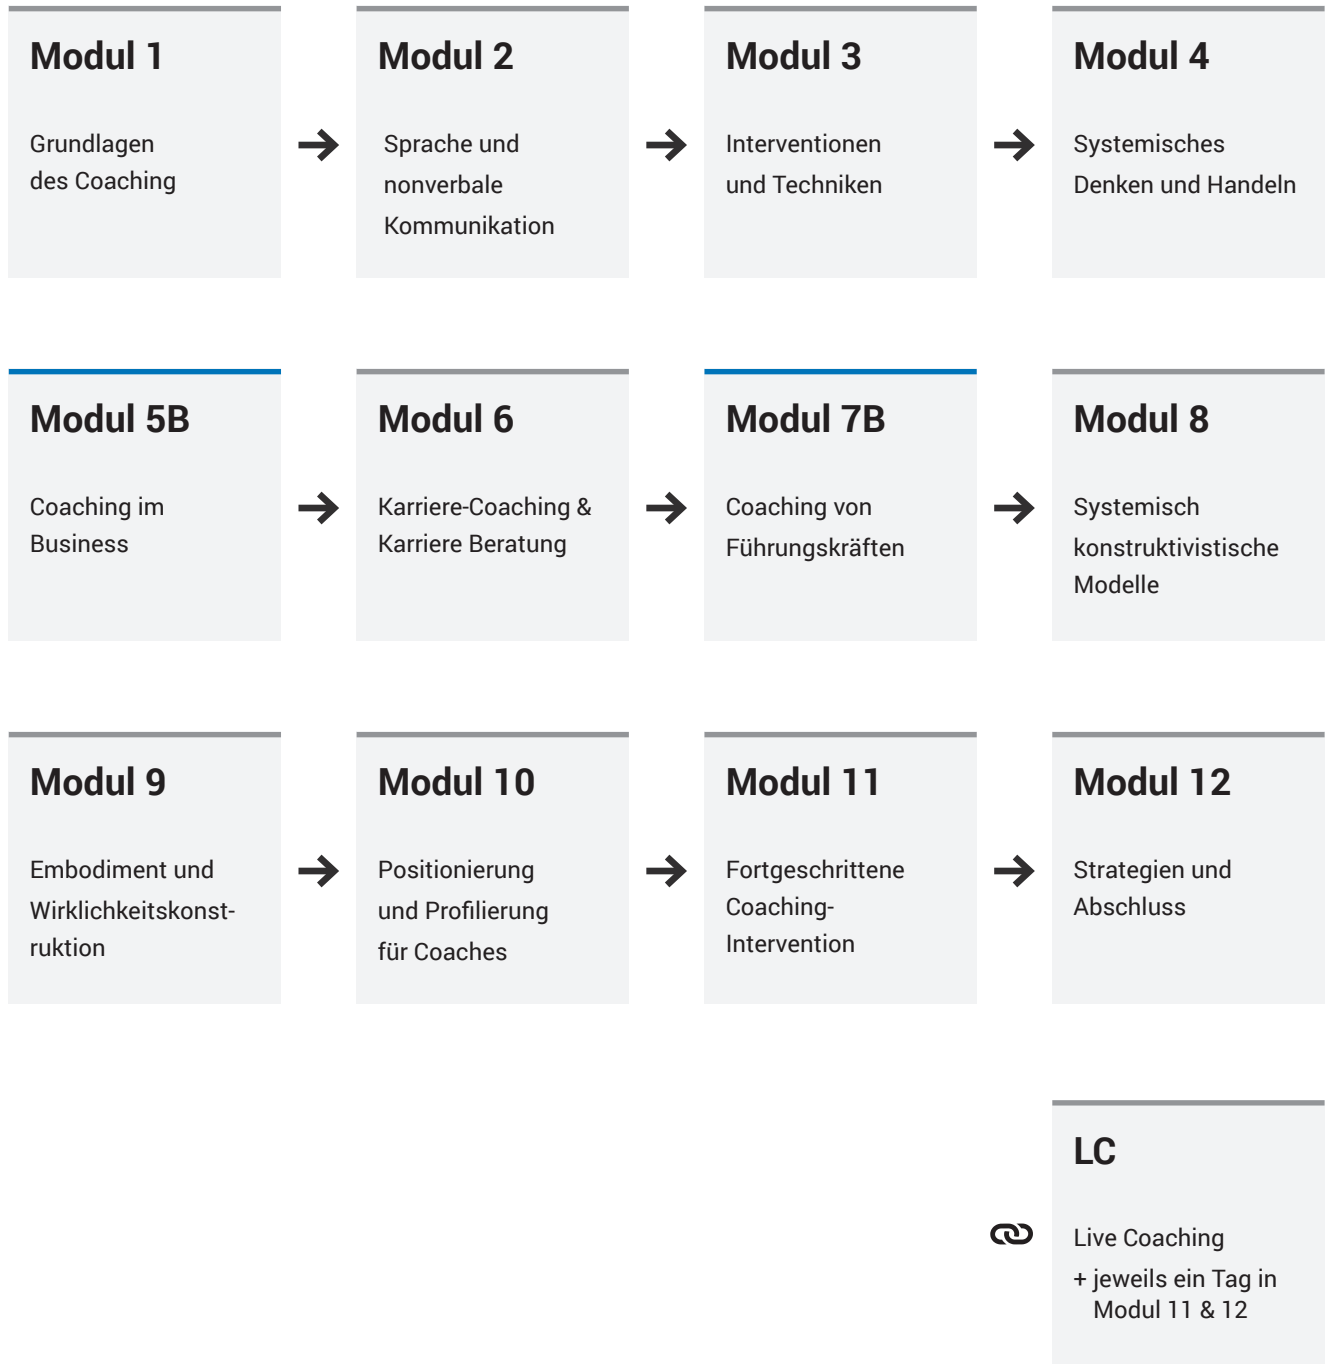 Modul 1
Grundlagen
des Coaching
Modul 2
Sprache und
nonverbale
Kommunikation
Modul 3
Interventionen
und Techniken
Modul 4
Systemisches
Denken und Handeln
Modul 5B
Coaching im
Business
Modul 6
Karriere-Coaching &
Karriere Beratung
Modul 7B
Coaching von
Führungskräften
Modul 8
Systemisch
konstruktivistische
Modelle
Modul 9
Embodiment und
Wirklichkeitskonst-
ruktion
Modul 10
Positionierung
und Profilierung
für Coaches
Modul 11
Fortgeschrittene
Coaching-
Intervention
Modul 12
Strategien und
Abschluss
LC
Live Coaching
+ jeweils ein Tag in
Modul 11 & 12